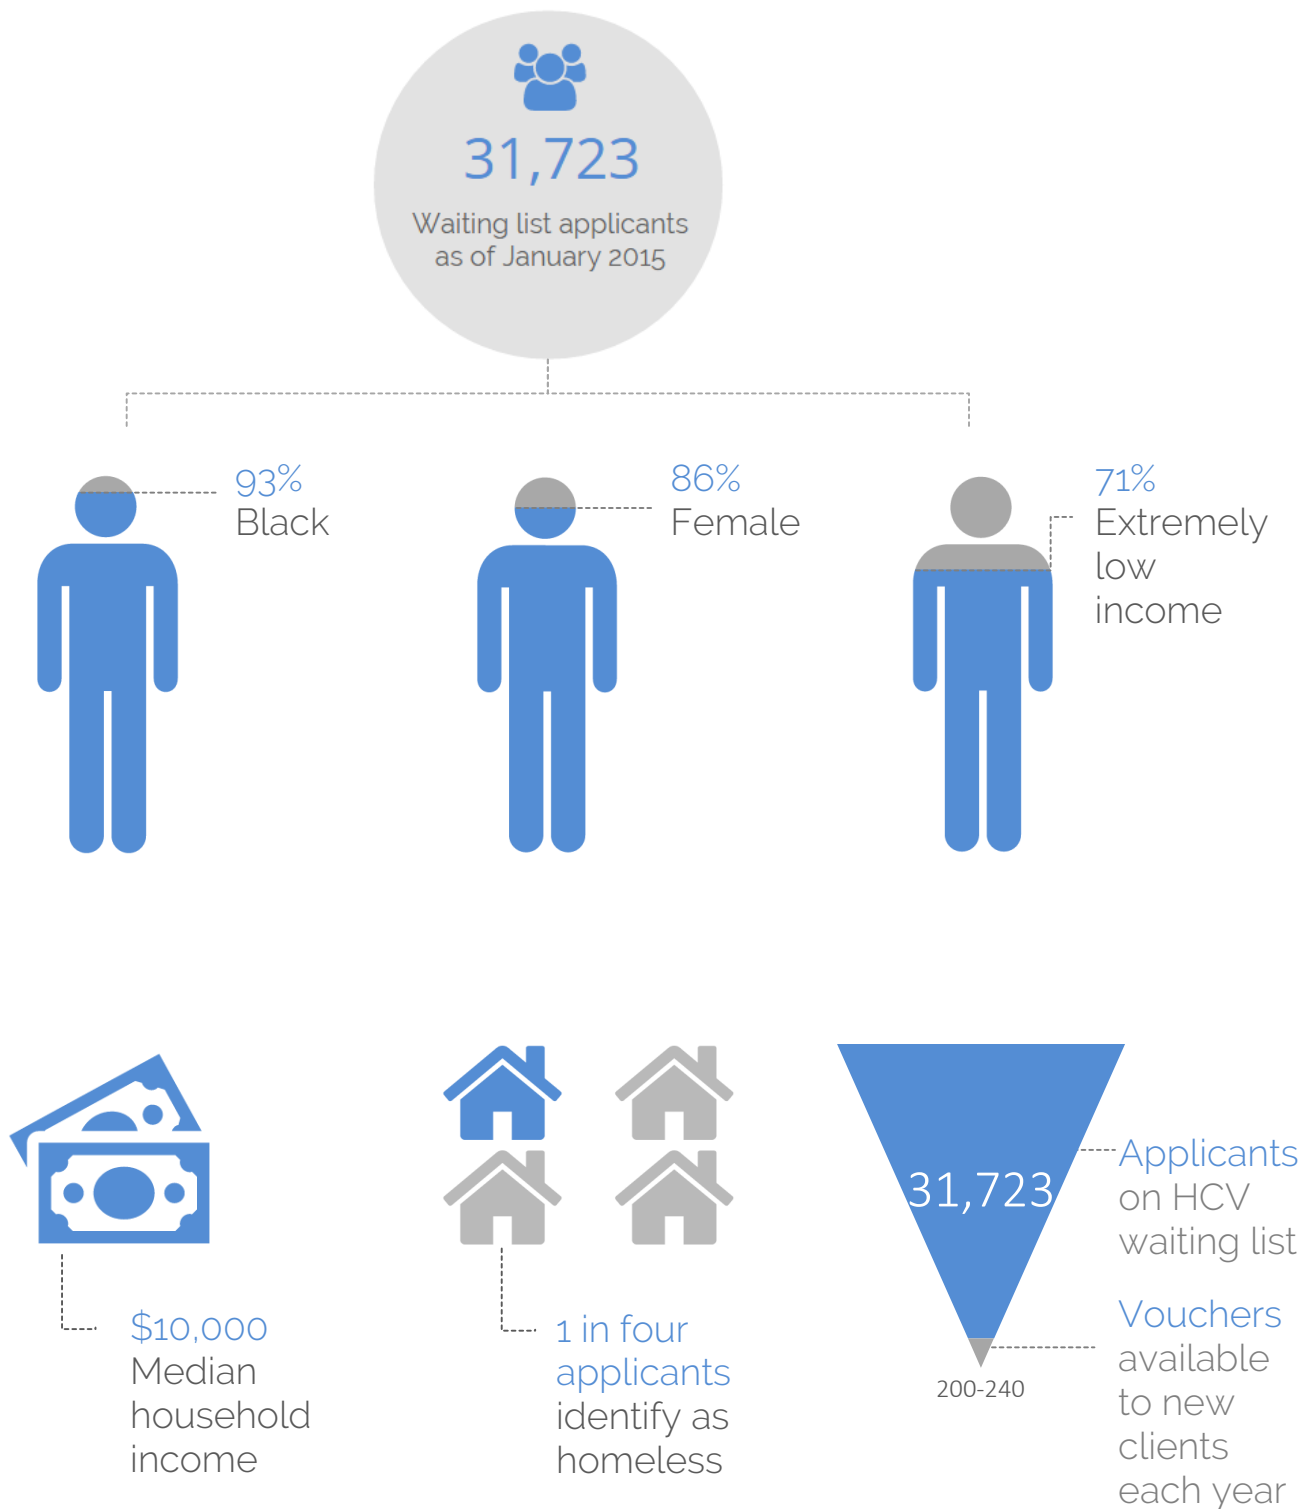 31,723
Waiting list applicants
as of January 2015
93%
Black
86%
Female
71%
Extremely
low
income
$10,000
Median
household
income
1 in four
applicants
identify as
homeless
31,723
Applicants
on HCV
waiting list
Vouchers
available
to new
clients
each year
200-240